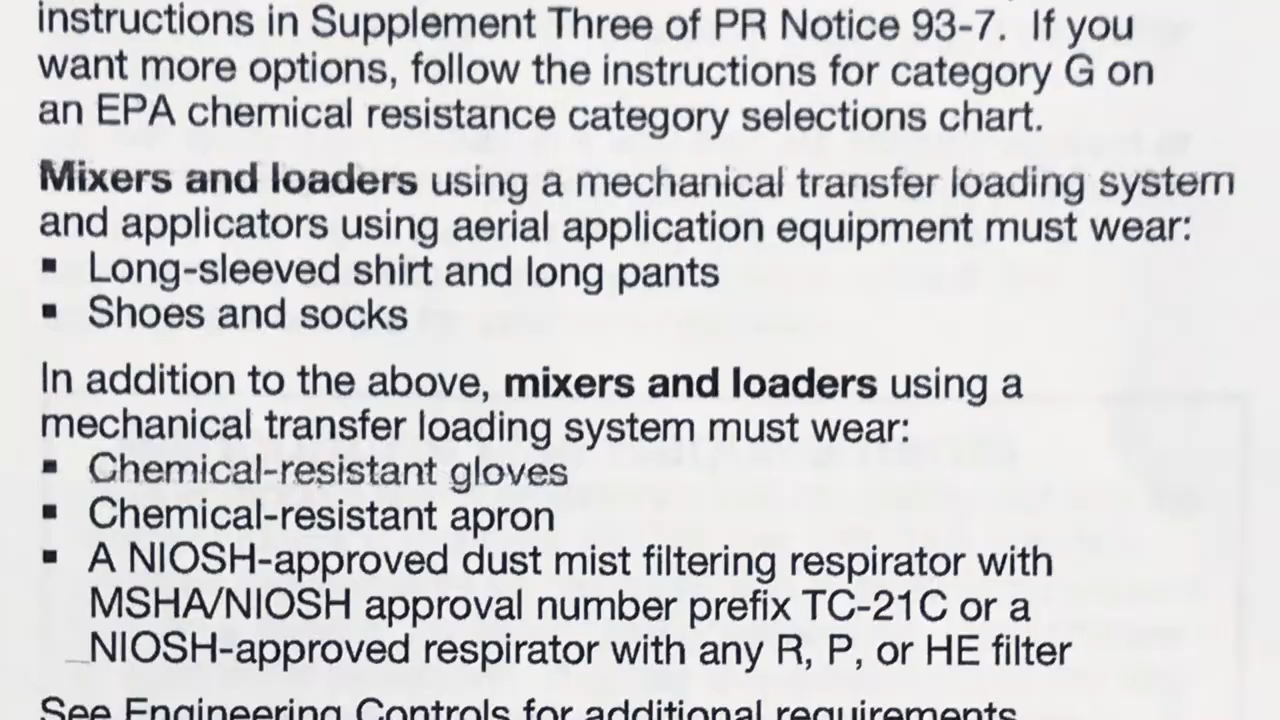 instructions in Supplement Three of PR Notice 93-7. If you
want more options, follow the instructions for category G on
an EPA chemical resistance category selections chart.
Mixers and loaders using a mechanical transfer loading system
and applicators using aerial application equipment must wear:
▪ Long-sleeved shirt and long pants
▪ Shoes and socks
In addition to the above, mixers and loaders using a
mechanical transfer loading system must wear:
▪ Chemical-resistant gloves
▪ Chemical-resistant apron
▪ A NIOSH-approved dust mist filtering respirator with
MSHA/NIOSH approval number prefix TC-21C or a
NIOSH-approved respirator with any R, P, or HE filter
See Engineering Controls for additional requirements